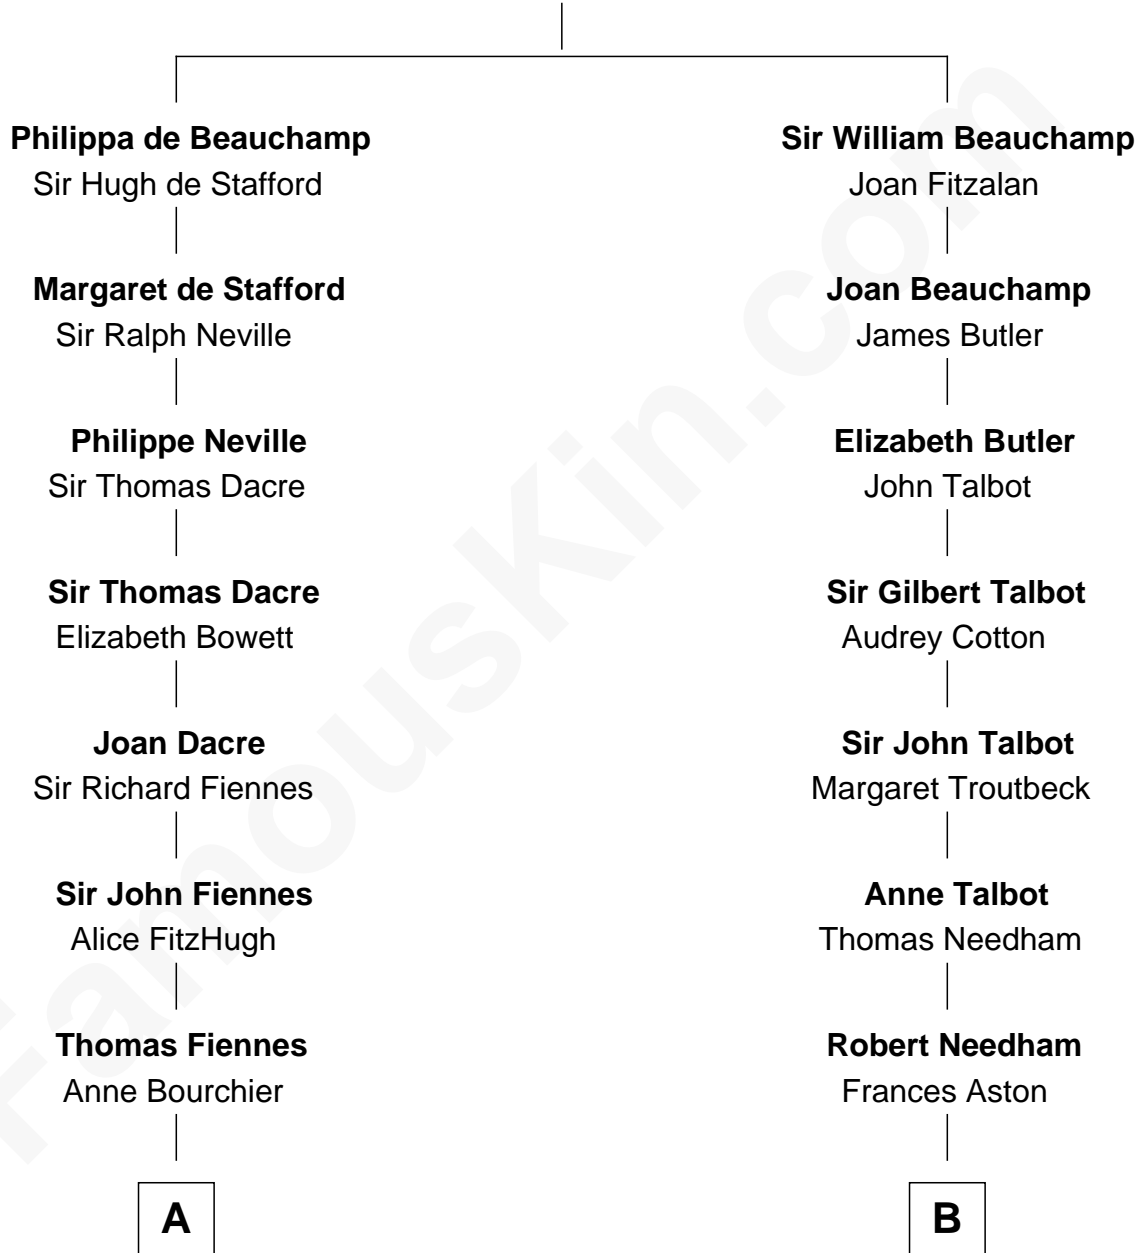 Philippa de Beauchamp
Sir Hugh de Stafford
Margaret de Stafford
Sir Ralph Neville
Philippe Neville
Sir Thomas Dacre
Sir Thomas Dacre
Elizabeth Bowett
Joan Dacre
Sir Richard Fiennes
Sir John Fiennes
Alice FitzHugh
Thomas Fiennes
Anne Bourchier
A
Sir William Beauchamp
Joan Fitzalan
Joan Beauchamp
James Butler
Elizabeth Butler
John Talbot
Sir Gilbert Talbot
Audrey Cotton
Sir John Talbot
Margaret Troutbeck
Anne Talbot
Thomas Needham
Robert Needham
Frances Aston
B
FamousKin.com